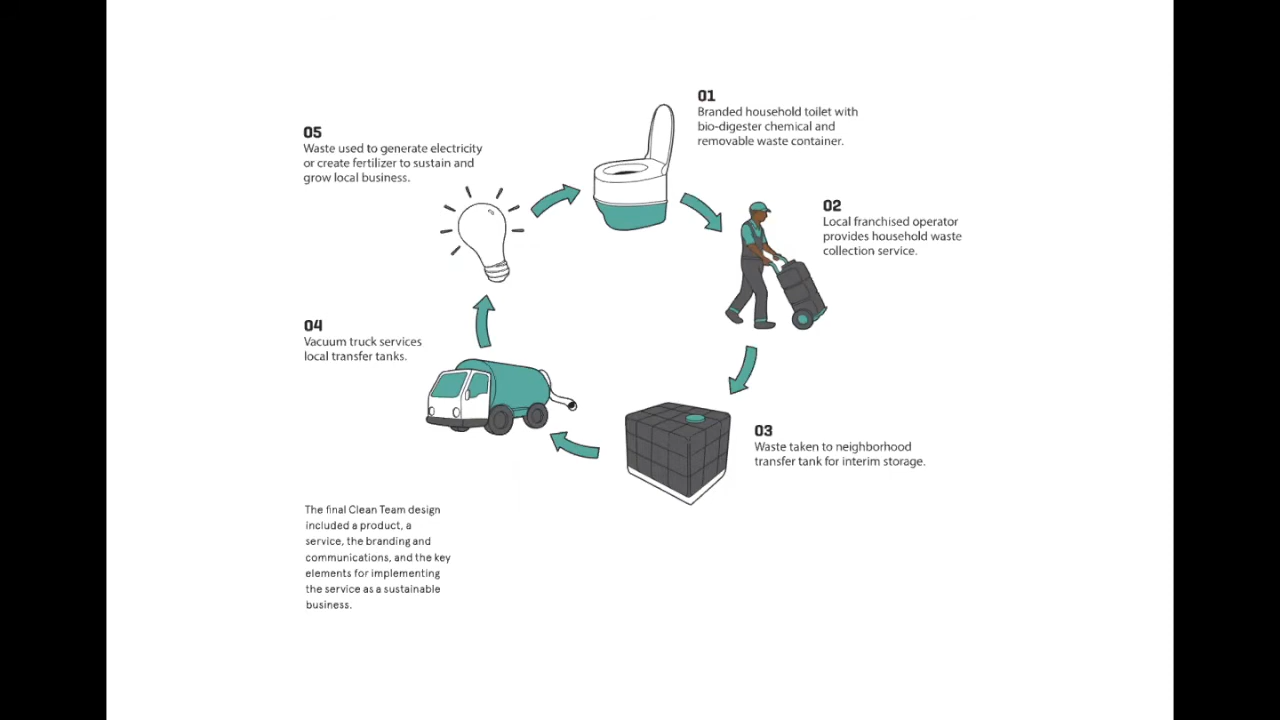 01
Branded household toilet with
bio-digester chemical and
removable waste container.
02
Local franchised operator
provides household waste
collection service.
03
Waste taken to neighborhood
transfer tank for interim storage.
04
Vacuum truck services
local transfer tanks.
05
Waste used to generate electricity
or create fertilizer to sustain and
grow local business.
The final Clean Team design
included a product, a
service, the branding and
communications, and the key
elements for implementing
the service as a sustainable
business.